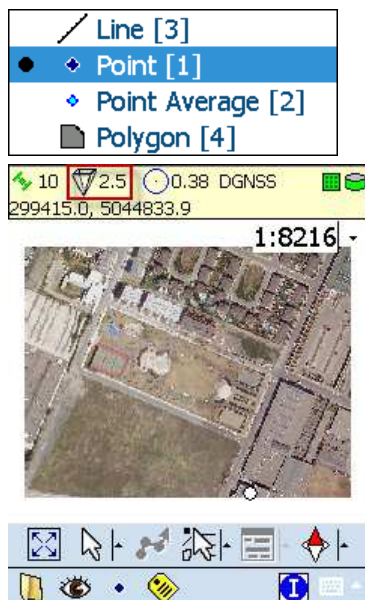 Line [3]
Point [1]
Point Average [2]
Polygon [4]
10 2.5 0.38 DGNSS
299415.0, 5044833.9
1:8216
I